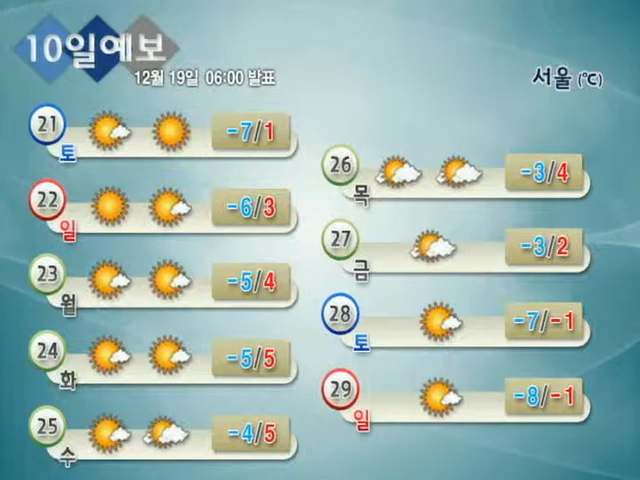 10일예보
12월 19일 06:00 발표
서울 (℃)
21 토 -7/1
22 일 -6/3
23 월 -5/4
24 화 -5/5
25 수 -4/5
26 목 -3/4
27 금 -3/2
28 토 -7/-1
29 일 -8/-1